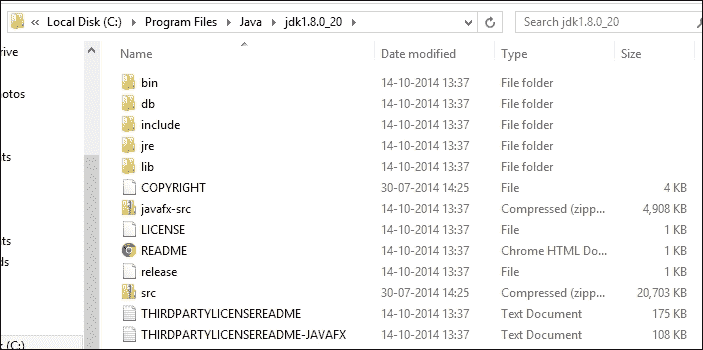 « Local Disk (C:) Program Files Java jdk1.8.0_20 Search jdk1.8.0_20
Name Date modified Type Size
rive
otos
ts
ts
ds
(C:)
bin 14-10-2014 13:37 File folder
db 14-10-2014 13:37 File folder
include 14-10-2014 13:37 File folder
jre 14-10-2014 13:37 File folder
lib 14-10-2014 13:37 File folder
COPYRIGHT 30-07-2014 14:25 File 4 KB
javafx-src 14-10-2014 13:37 Compressed (zipp... 4,908 KB
LICENSE 14-10-2014 13:37 File
README 14-10-2014 13:37 Chrome HTML Do...
release 14-10-2014 13:37 File
src 30-07-2014 14:25 Compressed (zipp... 20,703 KB
THIRDPARTYLICENSEREADME 14-10-2014 13:37 Text Document 175 KB
THIRDPARTYLICENSEREADME-JAVAFX 14-10-2014 13:37 Text Document 108 KB